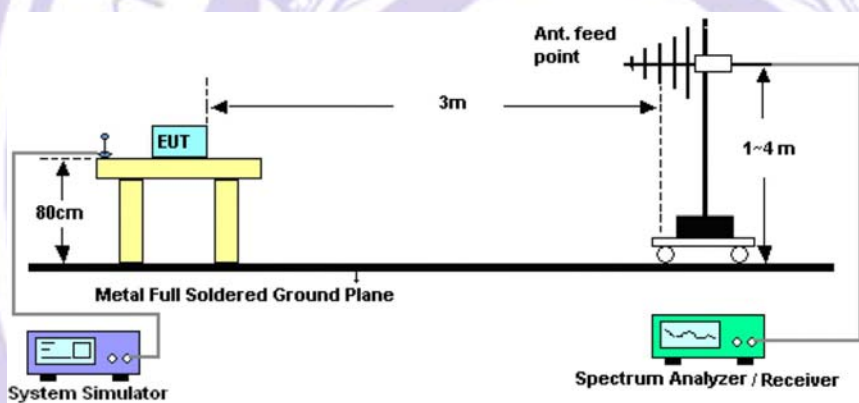 Ant. feed
point
3m
EUT
1~4 m
80cm
Metal Full Soldered Ground Plane
System Simulator
Spectrum Analyzer / Receiver